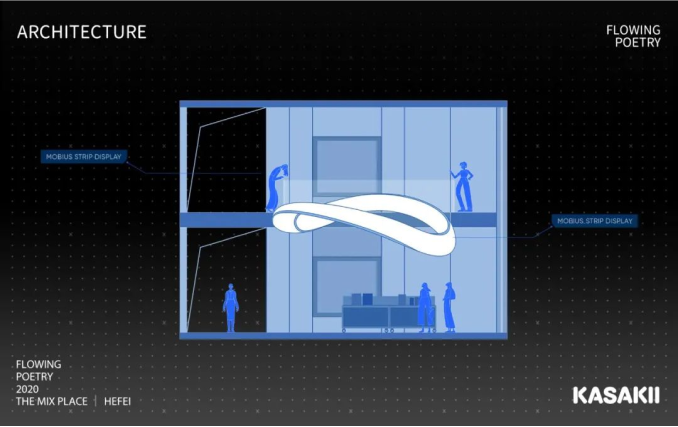 ARCHITECTURE
FLOWING
POETRY
MOBIUS STRIP DISPLAY
MOBIUS STRIP DISPLAY
FLOWING
POETRY
2020
THE MIX PLACE | HEFEI
KASAKII